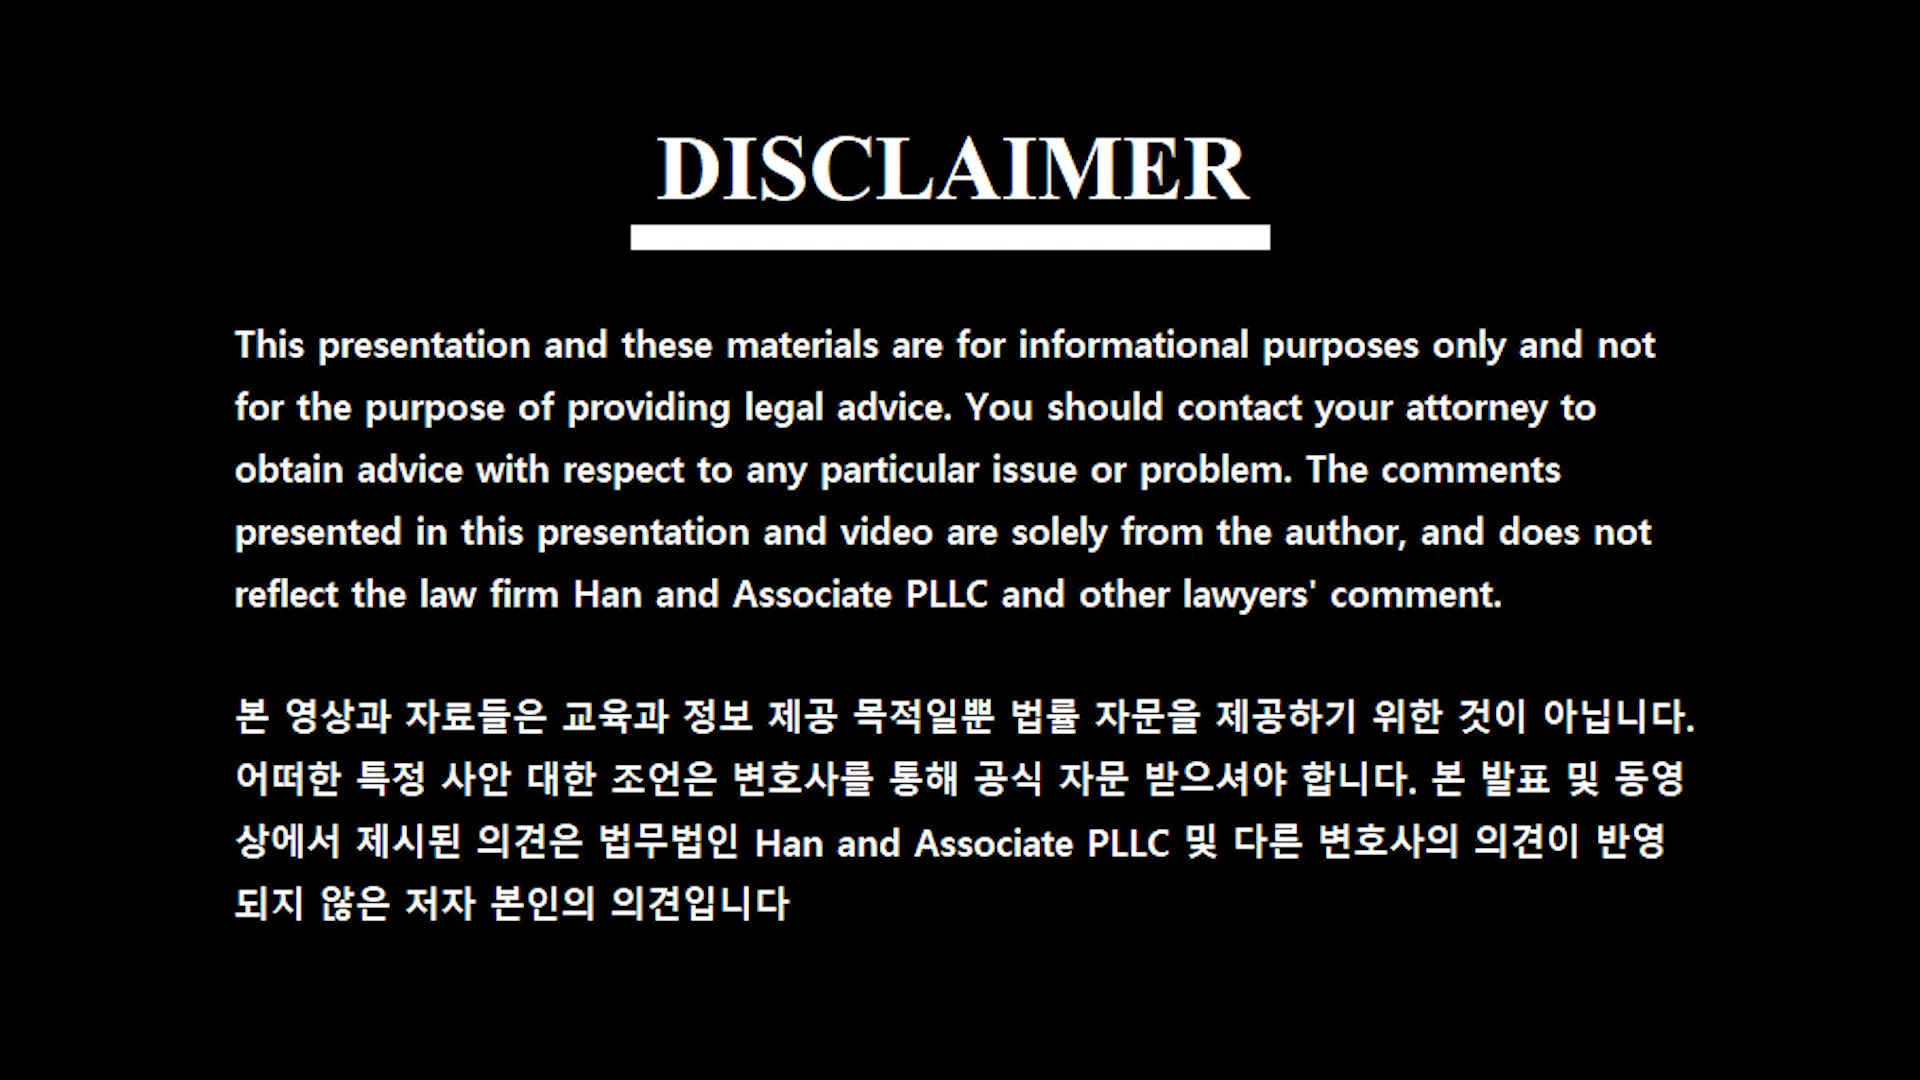 DISCLAIMER
This presentation and these materials are for informational purposes only and not
for the purpose of providing legal advice. You should contact your attorney to
obtain advice with respect to any particular issue or problem. The comments
presented in this presentation and video are solely from the author, and does not
reflect the law firm Han and Associate PLLC and other lawyers' comment.
본 영상과 자료들은 교육과 정보 제공 목적일뿐 법률 자문을 제공하기 위한 것이 아닙니다.
어떠한 특정 사안 대한 조언은 변호사를 통해 공식 자문 받으셔야 합니다. 본 발표 및 동영
상에서 제시된 의견은 법무법인 Han and Associate PLLC 및 다른 변호사의 의견이 반영
되지 않은 저자 본인의 의견입니다